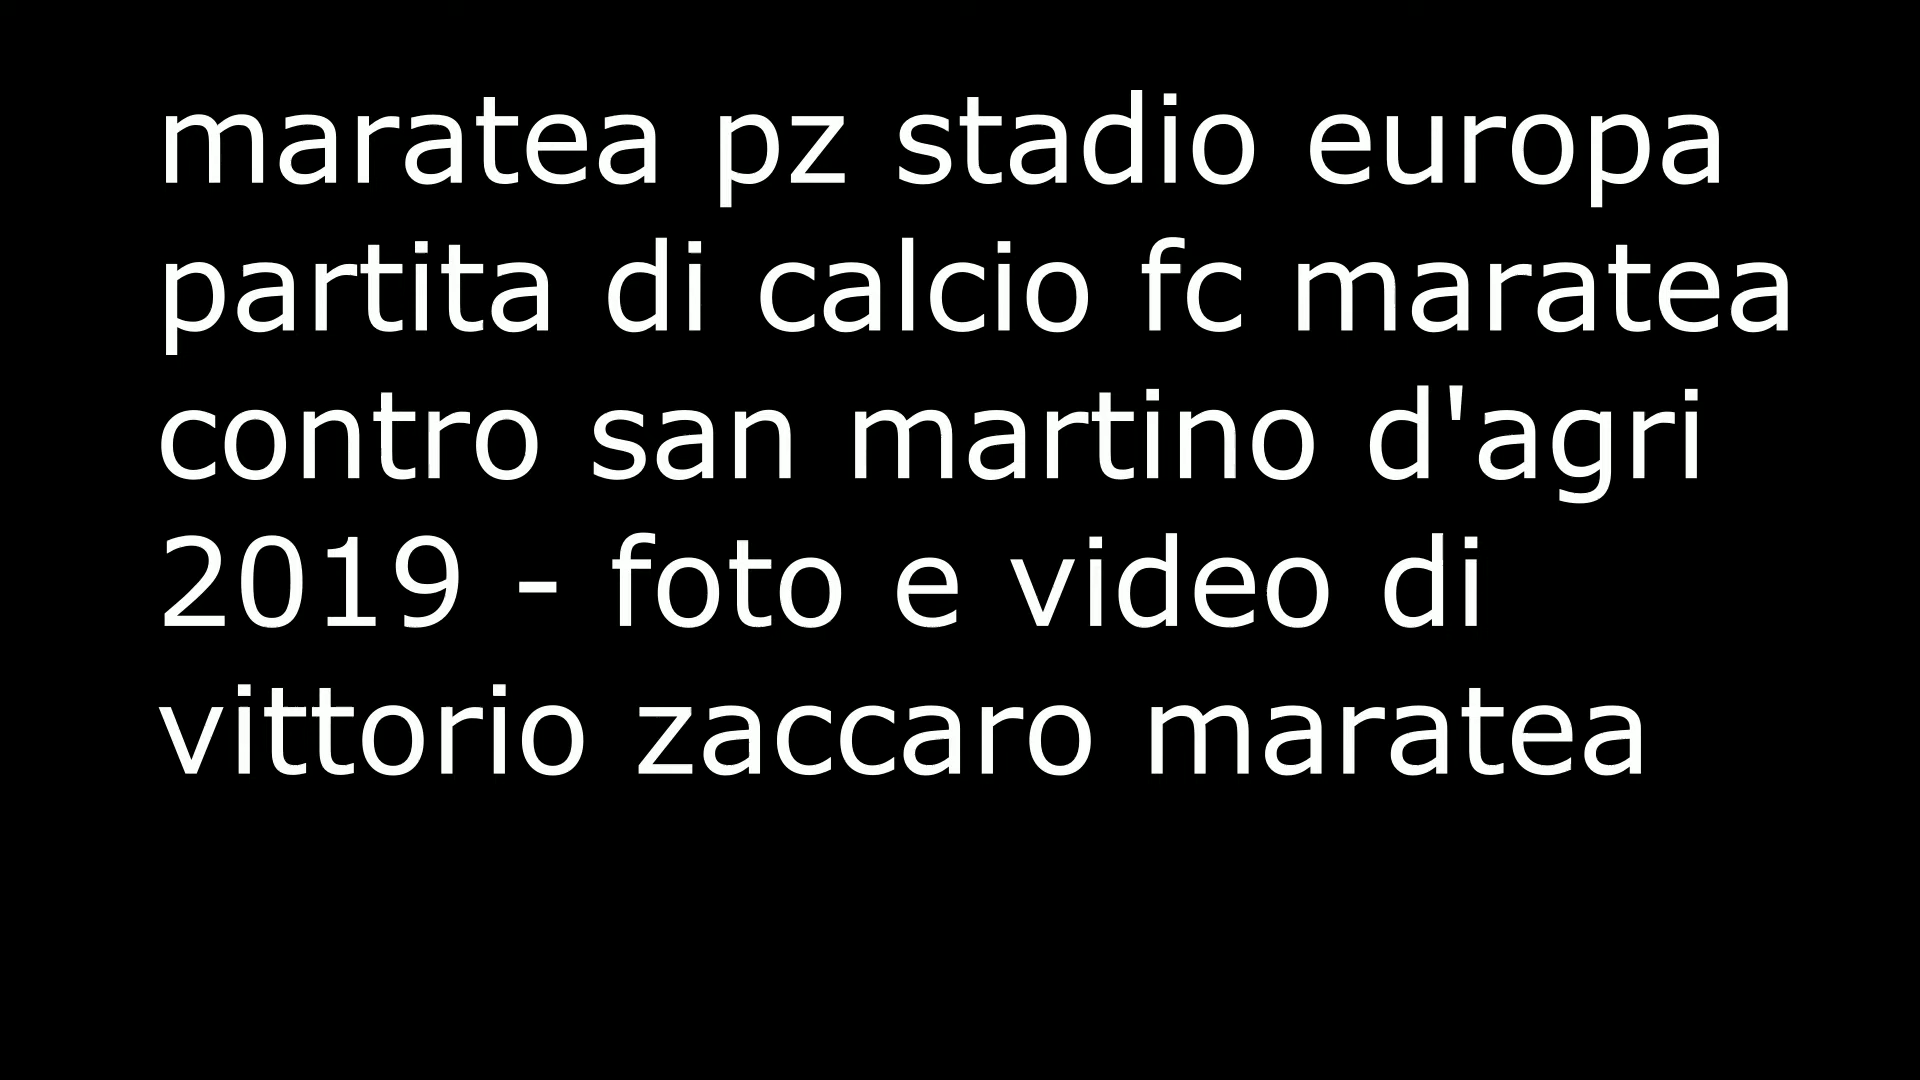 maratea pz stadio europa
partita di calcio fc maratea
contro san martino d'agri
2019 - foto e video di
vittorio zaccaro maratea